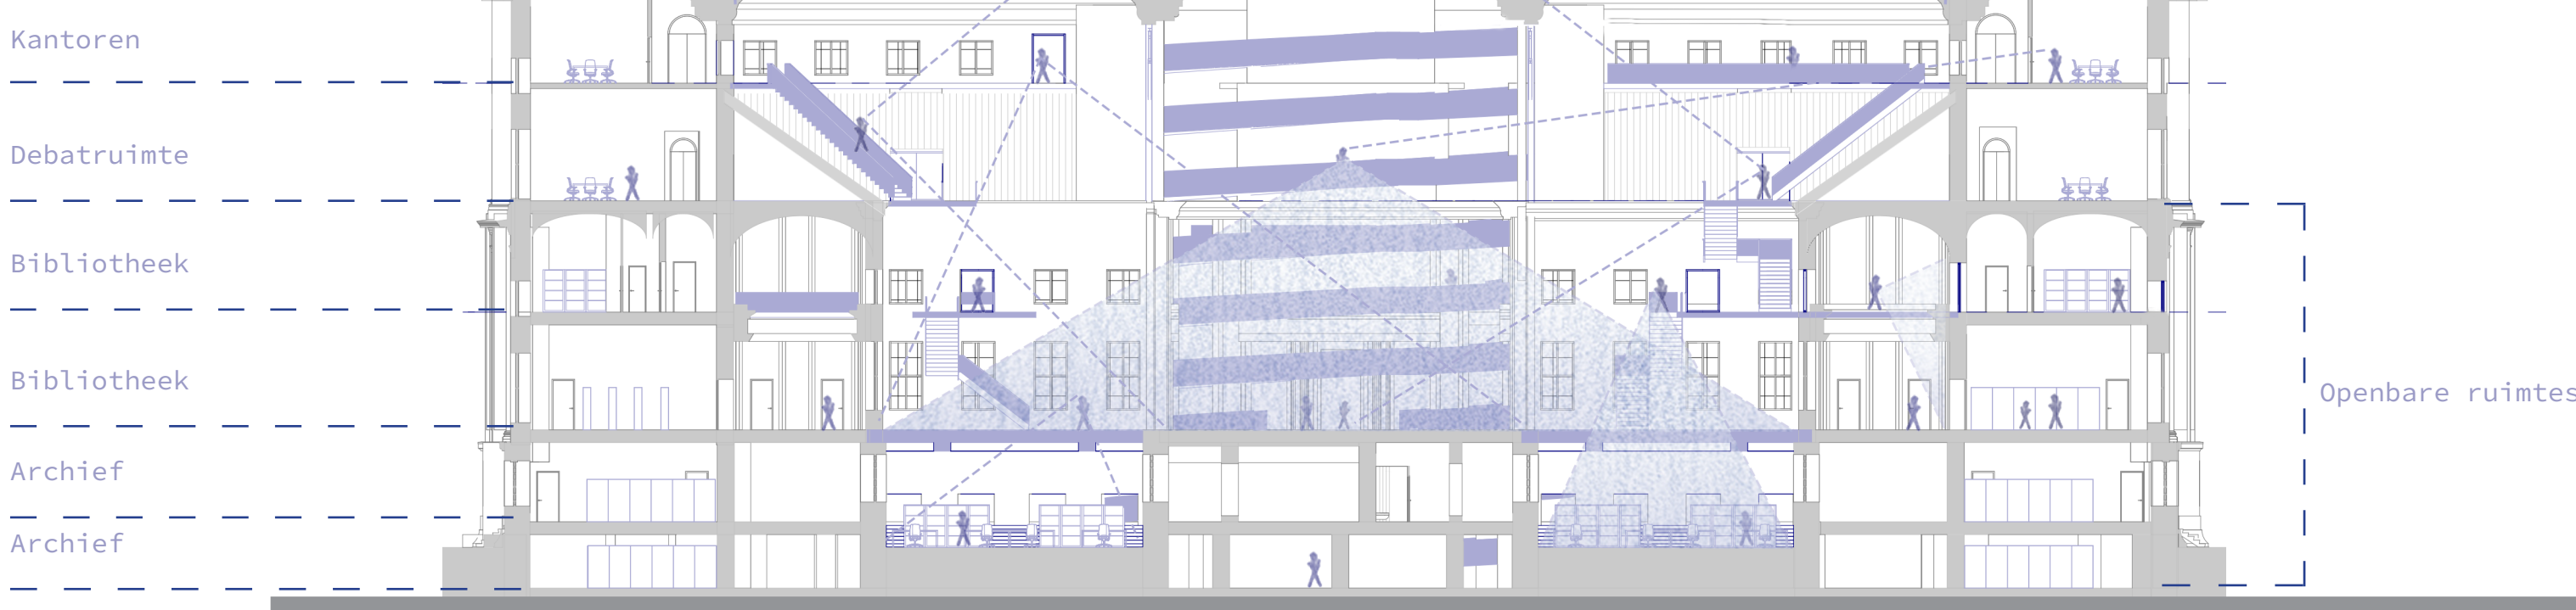 Kantoren
Debatruimte
Bibliotheek
Bibliotheek
Openbare ruimtes
Archief
Archief